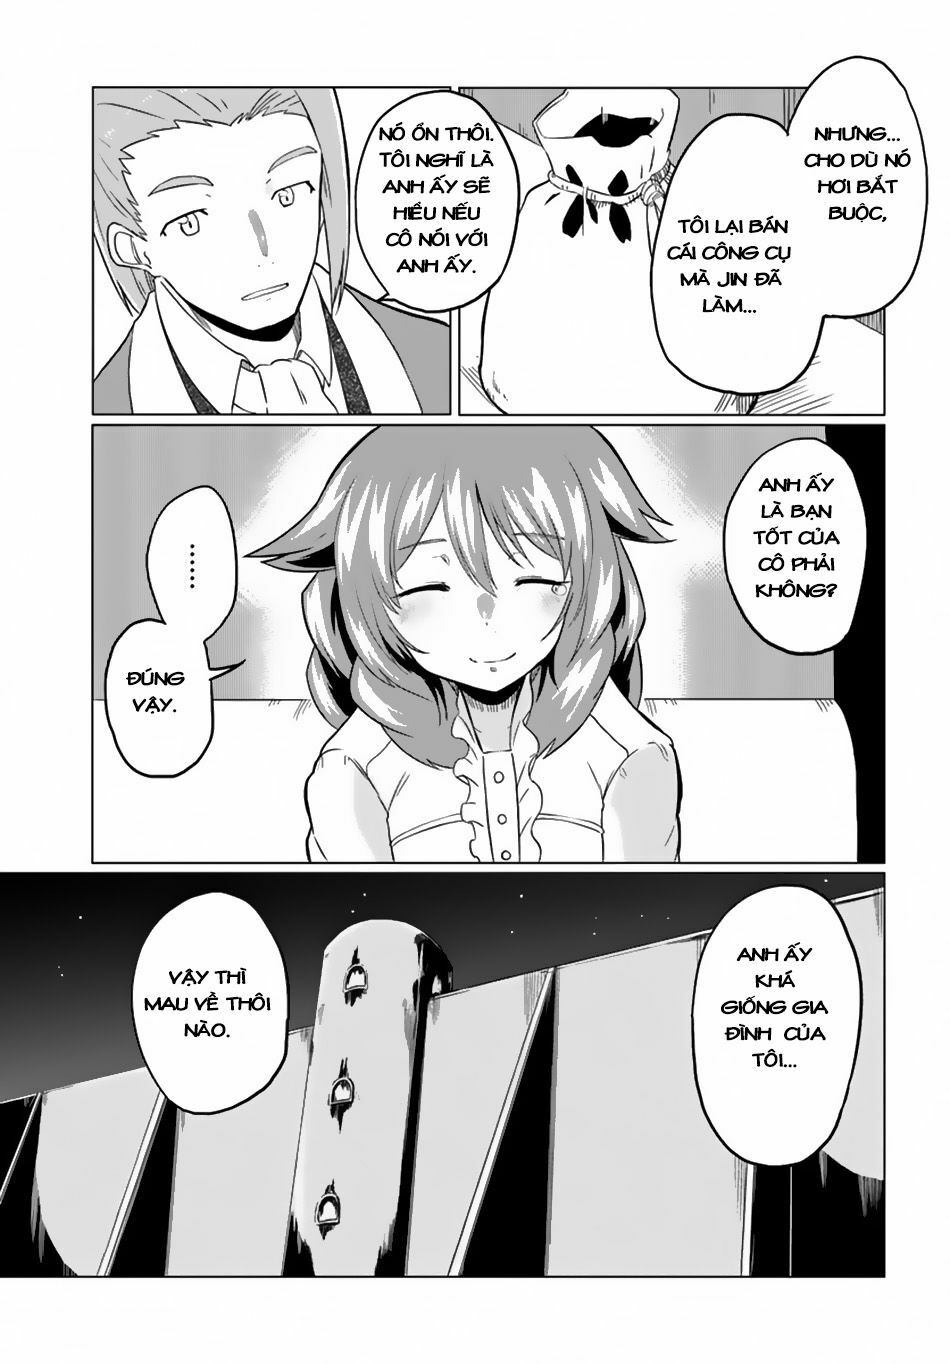 NHƯNG...
CHO DÙ NÓ
HƠI BẮT
BUỘC,
TÔI LẠI BÁN
CÁI CÔNG CỤ
MÀ JIN ĐÃ
LÀM...
NÓ ỔN THÔI.
TÔI NGHĨ LÀ
ANH ẤY SẼ
HIỀU NẾU
CÔ NÓI VỚI
ANH ẤY.
ANH ẤY
LÀ BẠN
TỐT CỦA
CÔ PHẢI
KHÔNG?
......
ĐÚNG
VẬY.
ANH ẤY
KHÁ
GIỐNG GIA
ĐÌNH CỦA
TÔI...
VẬY THÌ
MAU VỀ THÔI
NÀO.